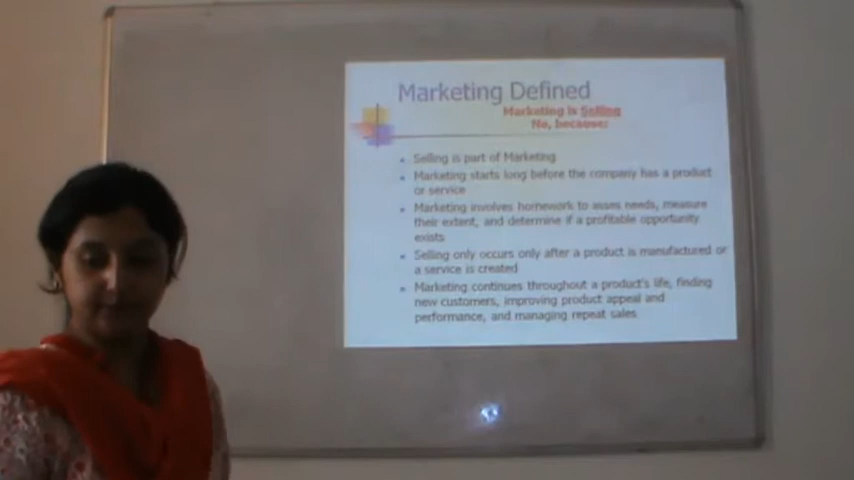 Marketing Defined
Marketing is Selling
No, because:
Selling is part of Marketing
Marketing starts long before the company has a product
or service
Marketing involves homework to asses needs, measure
their extent, and determine if a profitable opportunity
exists
Selling only occurs only after a product is manufactured or
a service is created
Marketing continues throughout a product's life, finding
new customers, improving product appeal and
performance, and managing repeat sales